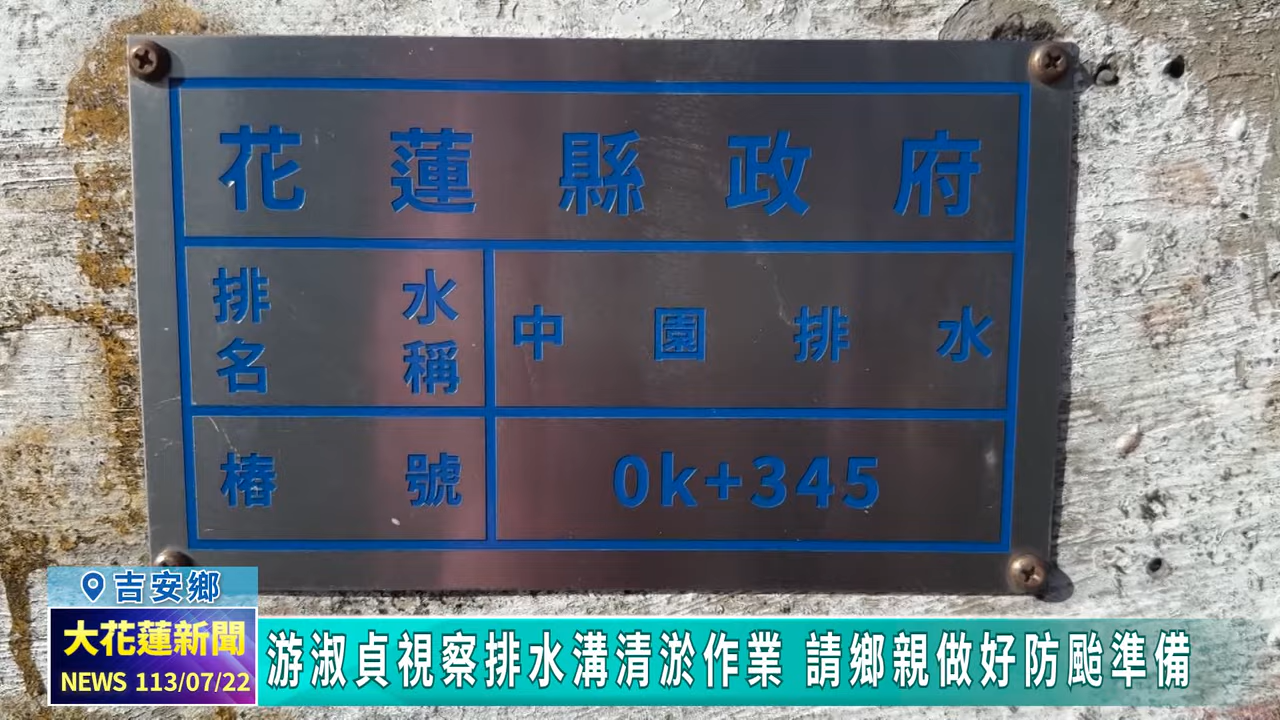 花蓮縣政府
排水名稱
中園排水
樁號
0k+345
吉安鄉
大花蓮新聞
NEWS 113/07/22
游淑貞視察排水溝清淤作業 請鄉親做好防颱準備